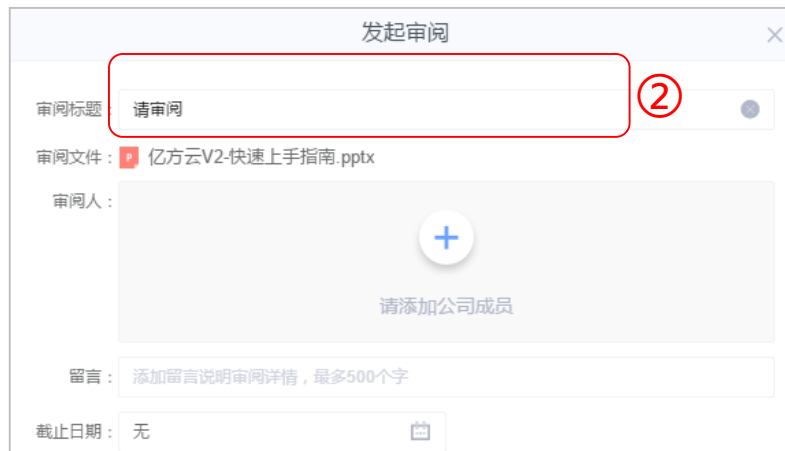 发起审阅
审阅标题： 请审阅
②
审阅文件： 亿方云V2-快速上手指南.pptx
审阅人：
请添加公司成员
留言： 添加留言说明审阅详情，最多500个字
截止日期： 无